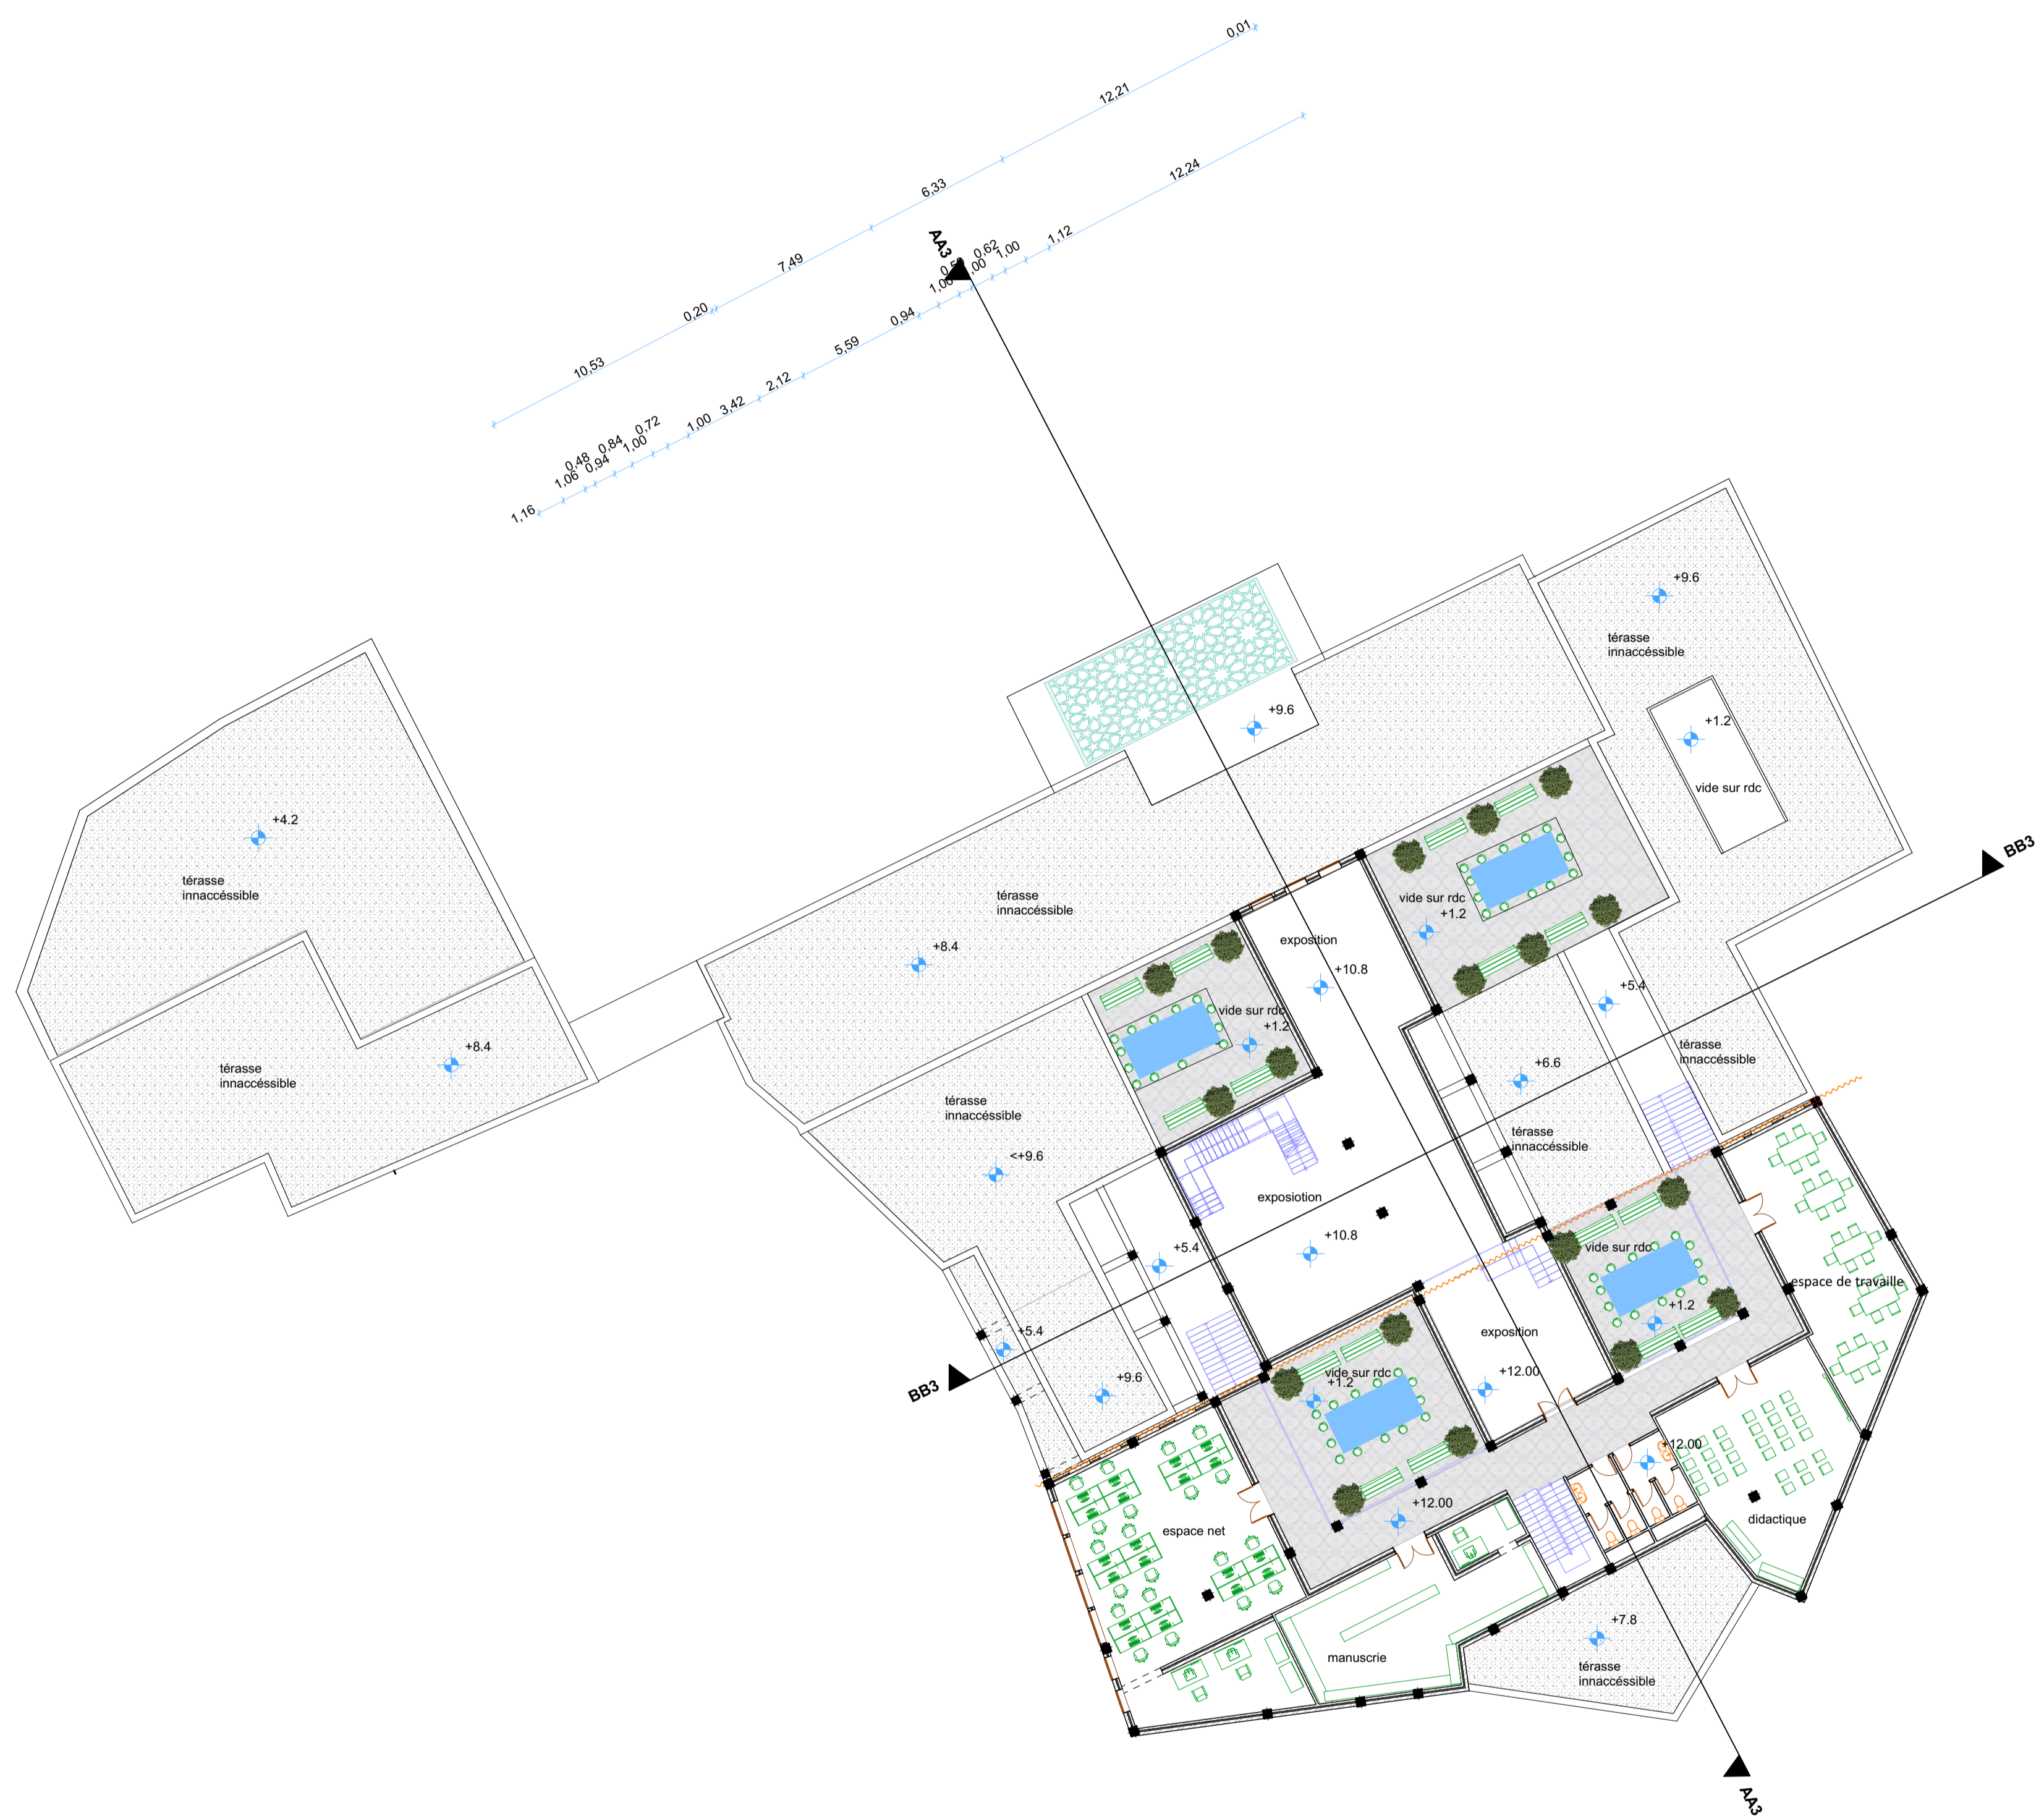 0,01
12,21
6,33
7,49
0,20
10,53
12,24
1,12
1,00
0,62
1,00
0,94
5,59
2,12
3,42
1,00
0,72
1,00
0,84
0,94
0,48
1,06
1,16
AA3
+9.6
térasse
innaccéssible
+9.6
+1.2
vide sur rdc
+4.2
térasse
innaccéssible
BB3
térasse
innaccéssible
vide sur rdc
+1.2
exposition
+8.4
+10.8
+5.4
vide sur rdc
+1.2
+8.4
térasse
innaccéssible
térasse
innaccéssible
+6.6
térasse
innaccéssible
térasse
innaccéssible
<+9.6
exposiotion
+10.8
+5.4
vide sur rdc
espace de travaille
+1.2
+5.4
exposition
vide sur rdc
+1.2
+12.00
+9.6
BB3
+12.00
+12.00
espace net
didactique
+7.8
manuscrie
térasse
innaccéssible
AA3